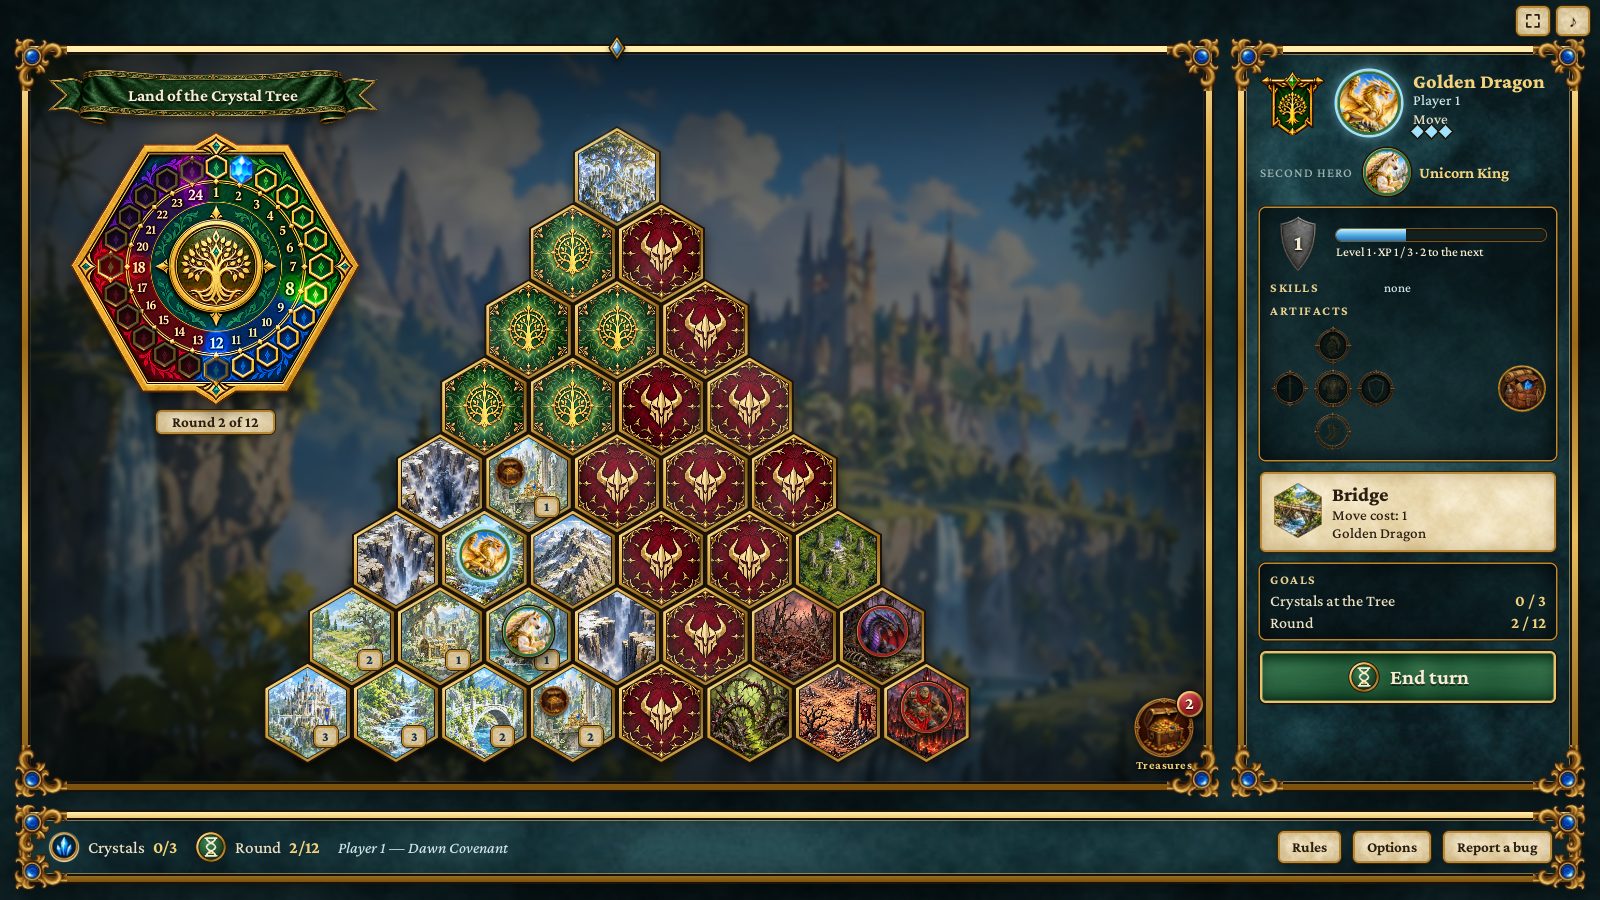 Land of the Crystal Tree
24
1
2
3
4
5
6
7
8
9
10
11
11
12
13
14
15
16
17
18
20
21
22
23
Round 2 of 12
1
2
1
1
3
3
2
2
2
Treasures
Golden Dragon
Player 1
Move
SECOND HERO
Unicorn King
1
Level 1 · XP 1 / 3 · 2 to the next
SKILLS none
ARTIFACTS
Bridge
Move cost: 1
Golden Dragon
GOALS
Crystals at the Tree 0 / 3
Round 2 / 12
End turn
Crystals 0/3 Round 2/12 Player 1 — Dawn Covenant
Rules Options Report a bug